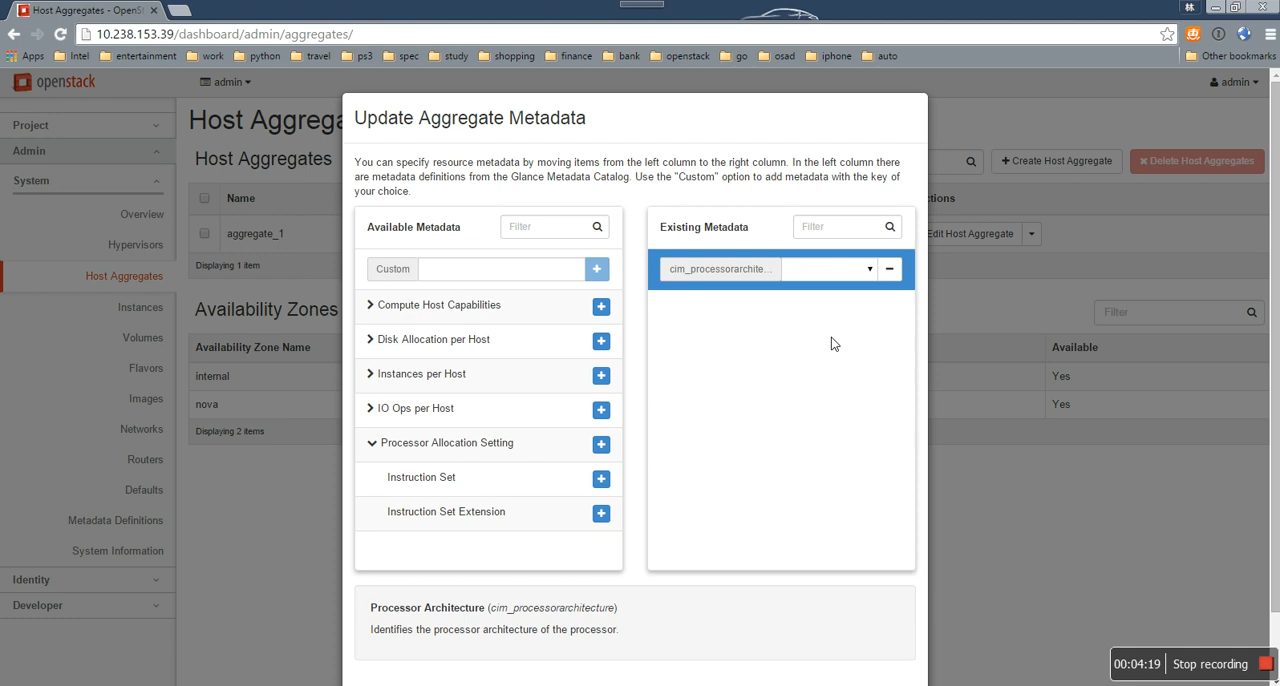 Host Aggregates - OpenSt
林
10.238.153.39/dashboard/admin/aggregates/
Apps Intel entertainment work python travel ps3 spec study shopping finance bank openstack go osad iphone auto Other bookmarks
openstack admin admin
Project
Admin
System
Overview
Hypervisors
Host Aggregates
Instances
Volumes
Flavors
Images
Networks
Routers
Defaults
Metadata Definitions
System Information
Identity
Developer
Host Aggrega
Host Aggregates
+ Create Host Aggregate
Delete Host Aggregates
Name
tions
aggregate_1
Edit Host Aggregate
Displaying 1 item
Availability Zones
Filter
Availability Zone Name
Available
internal
Yes
nova
Yes
Displaying 2 items
Update Aggregate Metadata
You can specify resource metadata by moving items from the left column to the right column. In the left column there
are metadata definitions from the Glance Metadata Catalog. Use the "Custom" option to add metadata with the key of
your choice.
Available Metadata
Filter
Custom
Compute Host Capabilities
Disk Allocation per Host
Instances per Host
IO Ops per Host
Processor Allocation Setting
Instruction Set
Instruction Set Extension
Existing Metadata
Filter
cim_processorarchite...
Processor Architecture (cim_processorarchitecture)
Identifies the processor architecture of the processor.
00:04:19 Stop recording